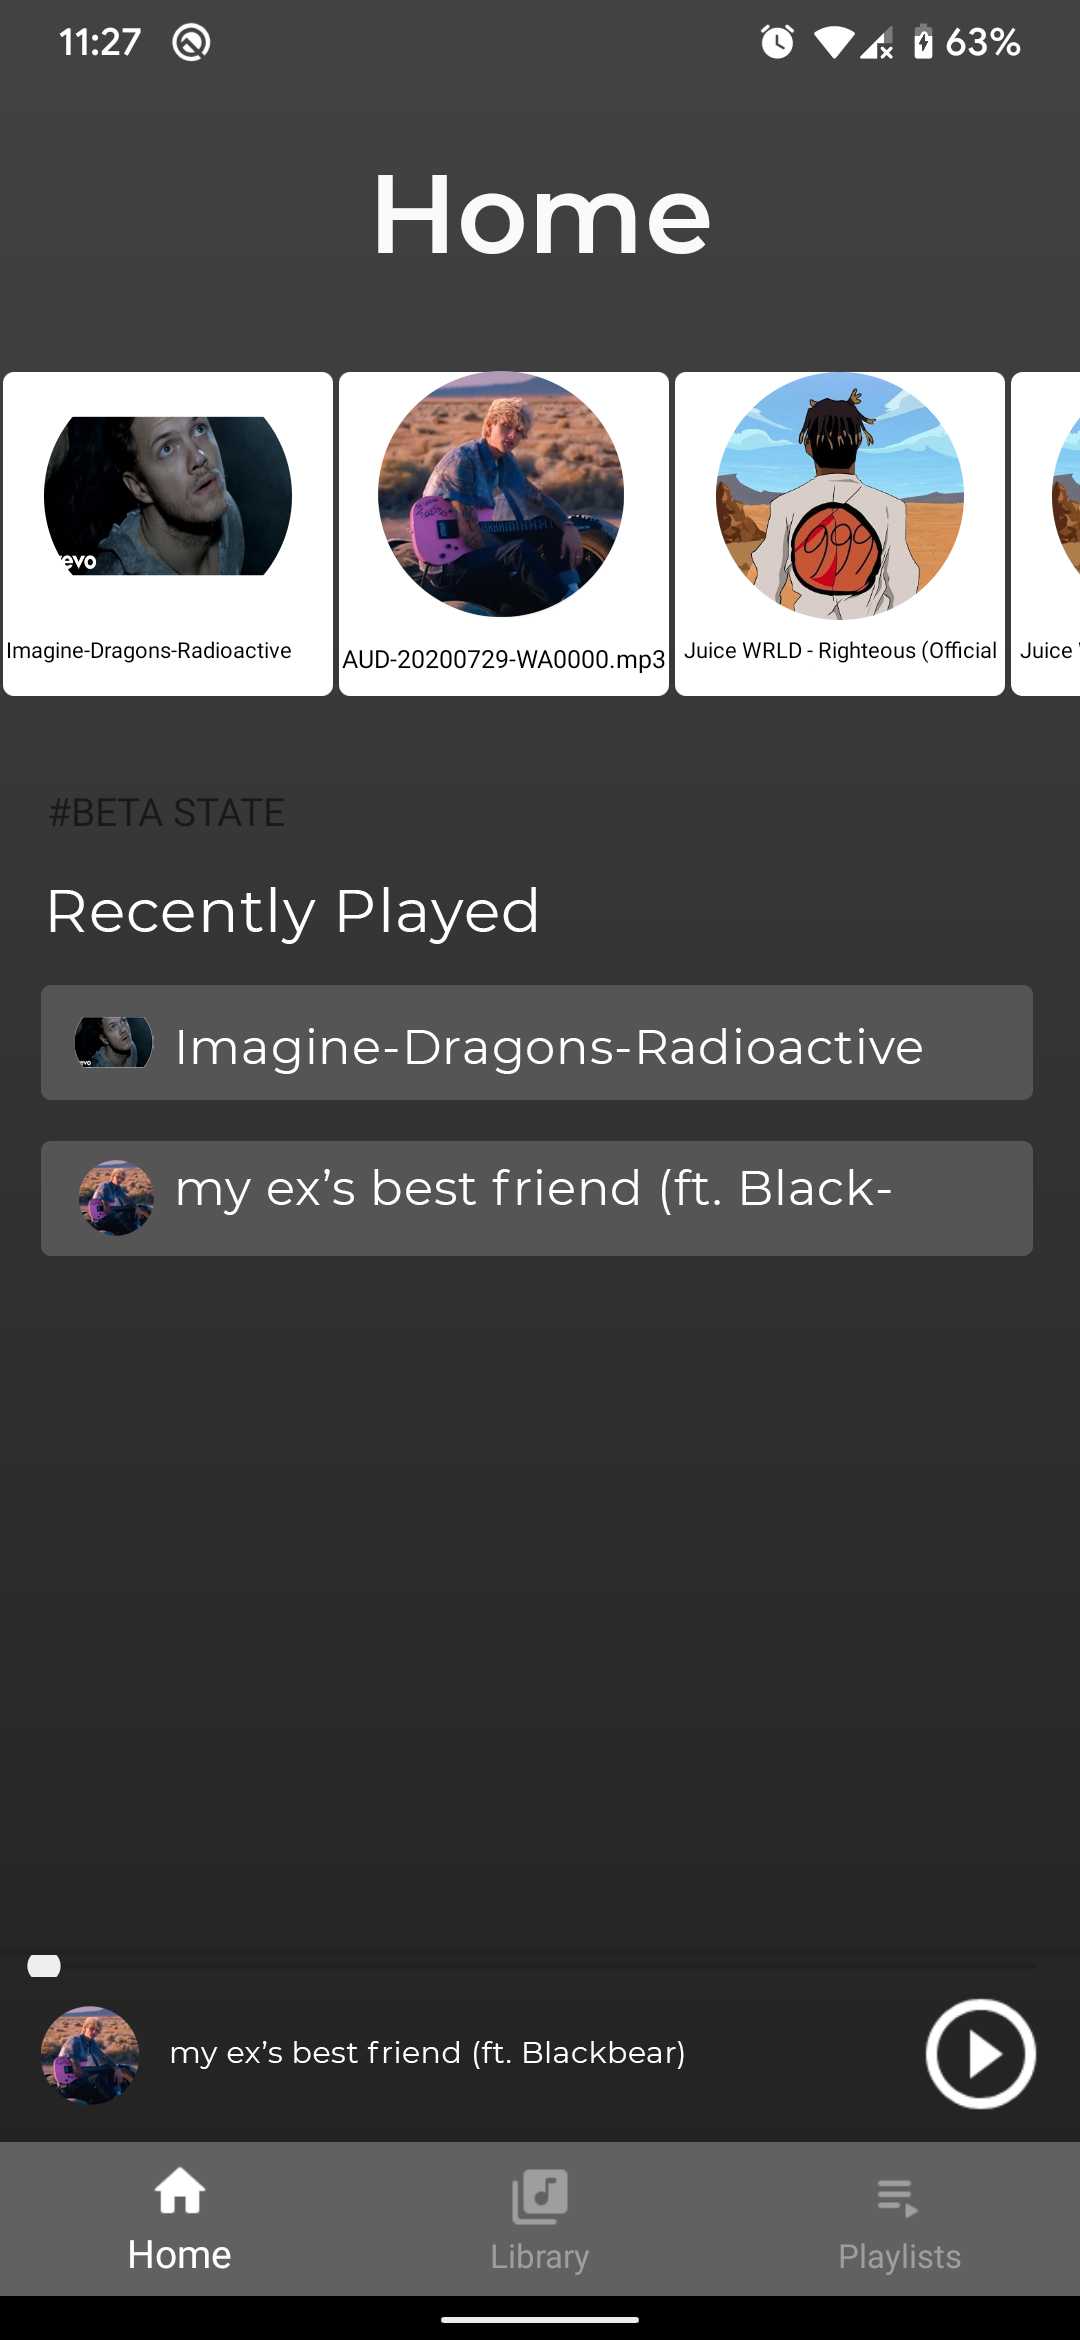 11:27
63%
Home
evo
999
Imagine-Dragons-Radioactive
AUD-20200729-WA0000.mp3
Juice WRLD - Righteous (Official
Juice
#BETA STATE
Recently Played
Imagine-Dragons-Radioactive
my ex’s best friend (ft. Black-
my ex’s best friend (ft. Blackbear)
Home
Library
Playlists